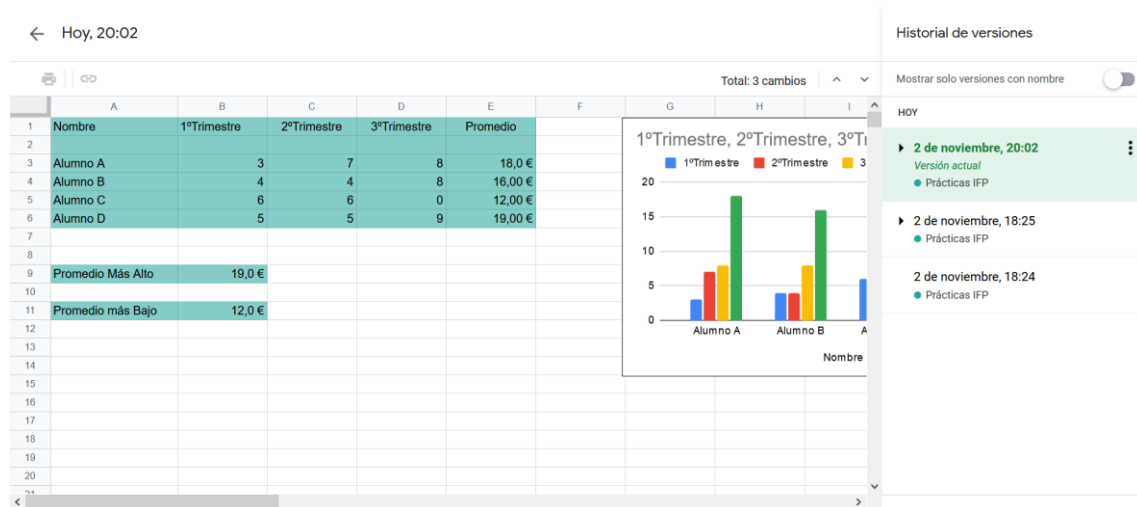 Hoy, 20:02
Total: 3 cambios
A B C D E F G H I
1 Nombre 1ºTrimestre 2ºTrimestre 3ºTrimestre Promedio
2
3 Alumno A 3 7 8 18,0 €
4 Alumno B 4 4 8 16,00 €
5 Alumno C 6 6 0 12,00 €
6 Alumno D 5 5 9 19,00 €
7
8
9 Promedio Más Alto 19,0 €
10
11 Promedio más Bajo 12,0 €
12
13
14
15
16
17
18
19
20
21
1ºTrimestre, 2ºTrimestre, 3ºTr
1ºTrimestre 2ºTrimestre 3
20
15
10
5
0
Alumno A Alumno B A
Nombre
Historial de versiones
Mostrar solo versiones con nombre
HOY
2 de noviembre, 20:02
Versión actual
Prácticas IFP
2 de noviembre, 18:25
Prácticas IFP
2 de noviembre, 18:24
Prácticas IFP